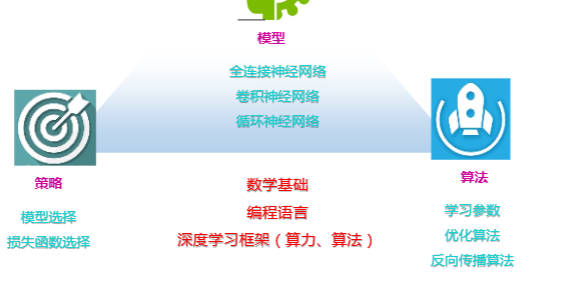 模型
全连接神经网络
卷积神经网络
循环神经网络
策略
模型选择
损失函数选择
数学基础
编程语言
深度学习框架（算力、算法）
算法
学习参数
优化算法
反向传播算法